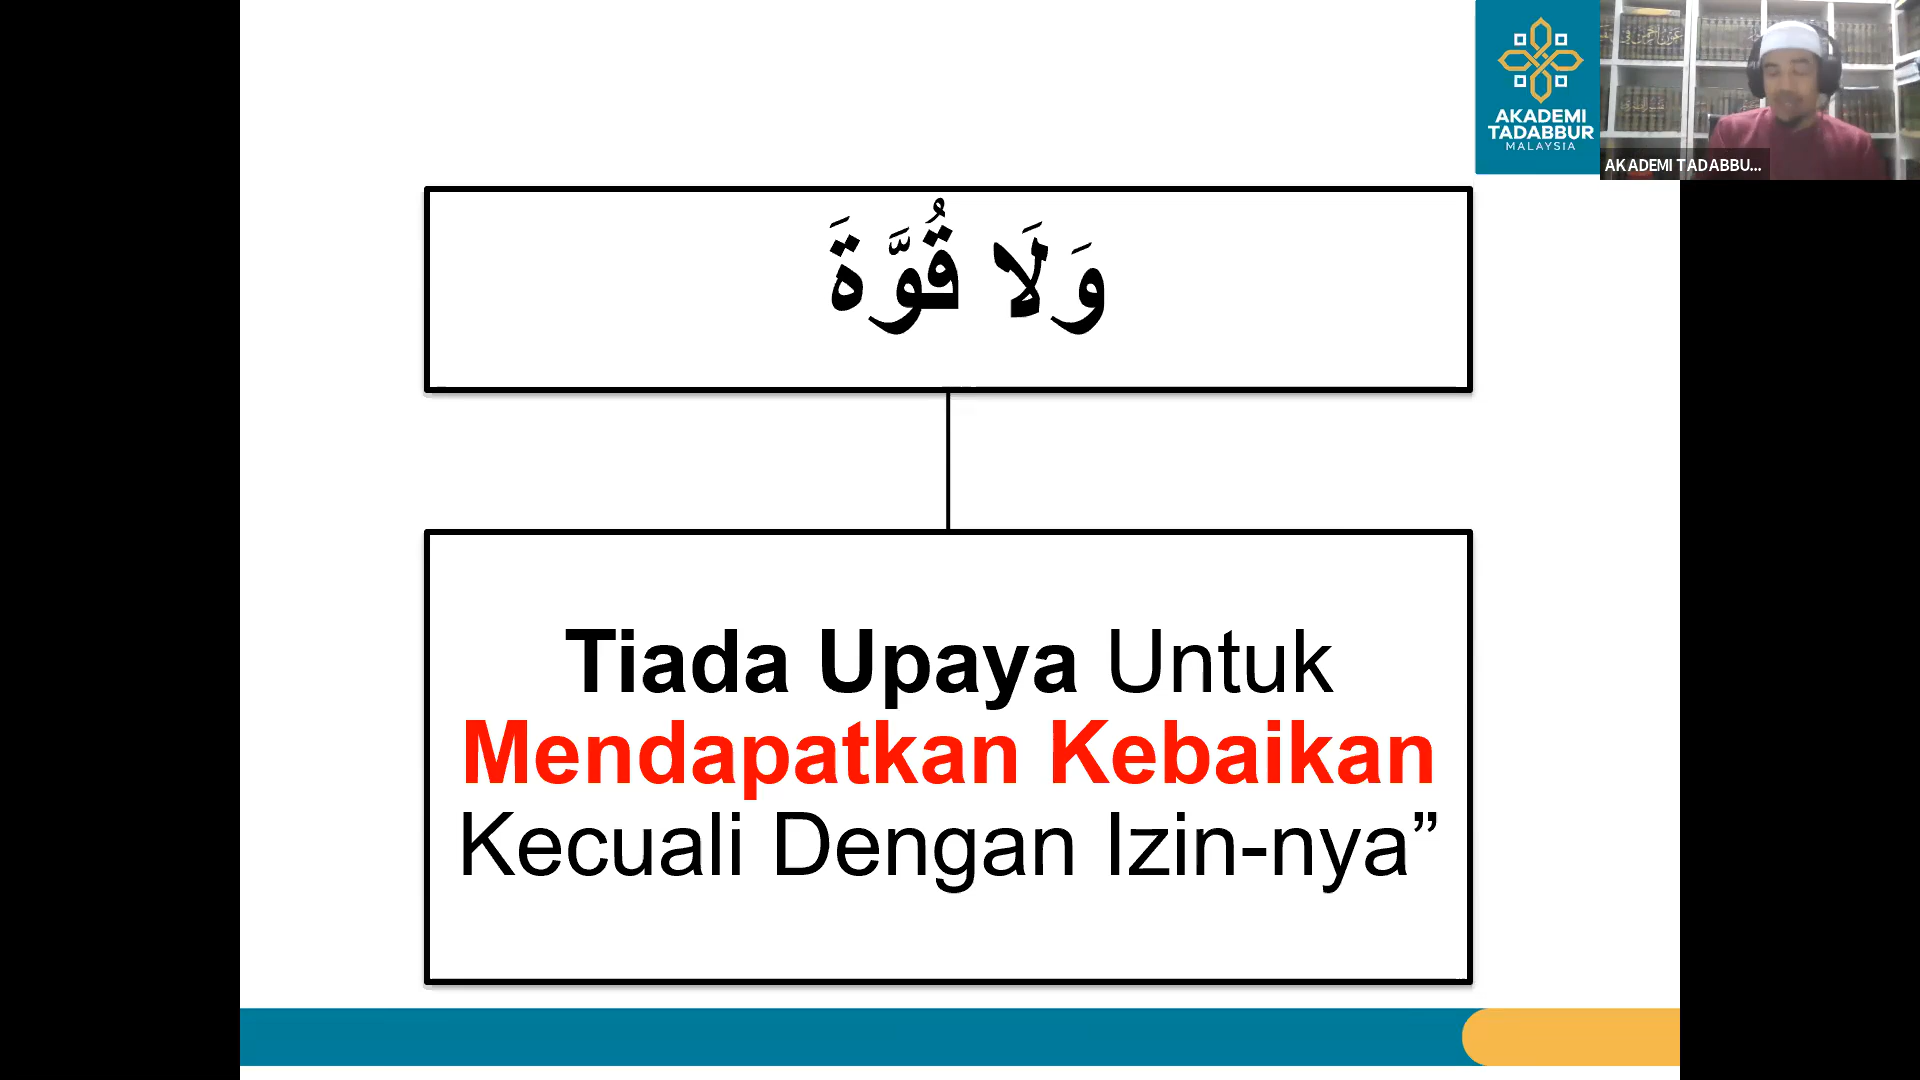 AKADEMI
TADABBUR
MALAYSIA
AKADEMI TADABBU...
وَلَا قُوَّةَ
Tiada Upaya Untuk
Mendapatkan Kebaikan
Kecuali Dengan Izin-nya”